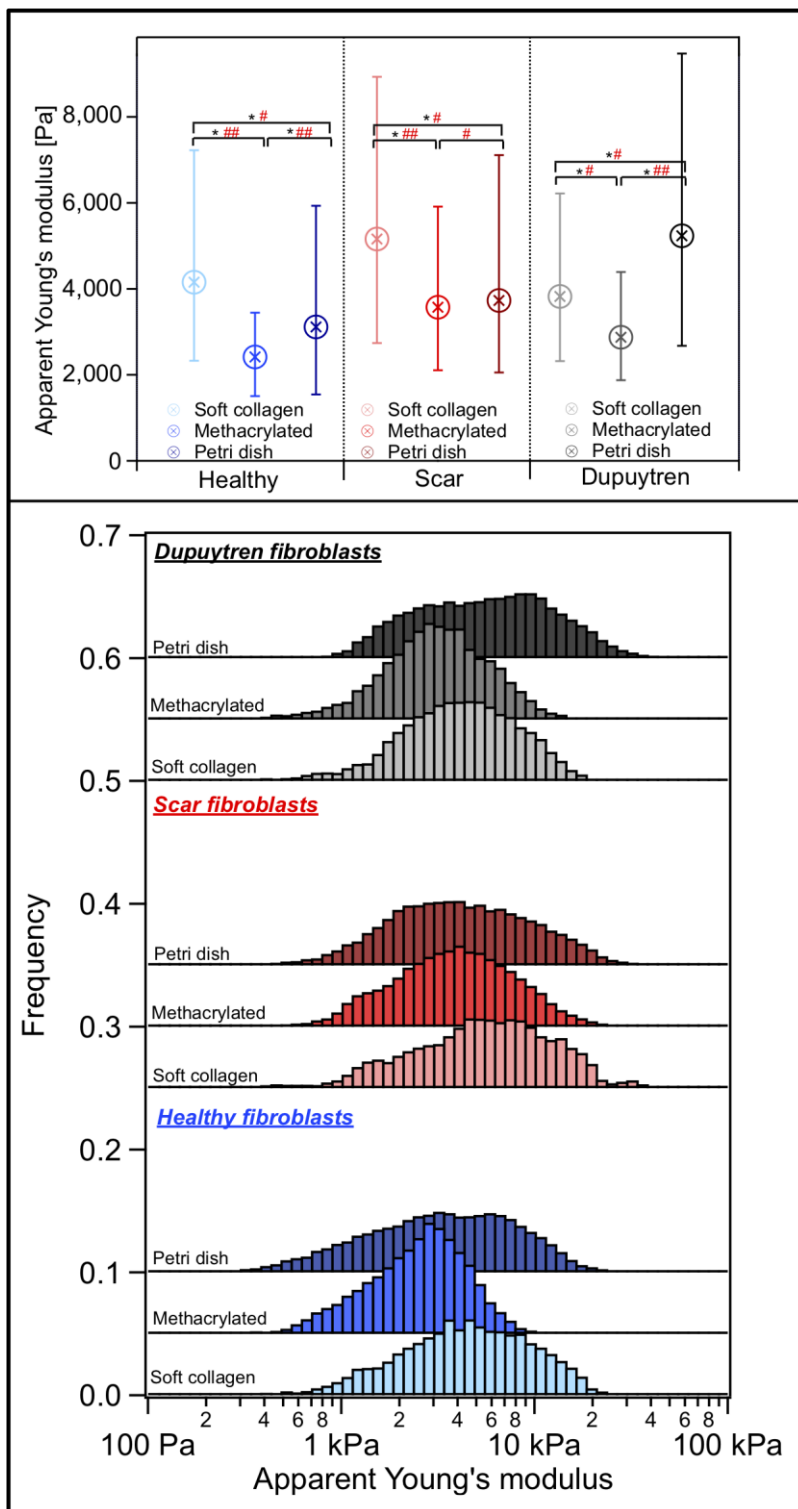 Apparent Young's modulus [Pa]
8,000
6,000
4,000
2,000
0
* #
* ##
* ##
* #
* ##
#
*#
* #
* ##
Soft collagen
Methacrylated
Petri dish
Soft collagen
Methacrylated
Petri dish
Soft collagen
Methacrylated
Petri dish
Healthy
Scar
Dupuytren
Frequency
0.7
0.6
0.5
0.4
0.3
0.2
0.1
0.0
Dupuytren fibroblasts
Petri dish
Methacrylated
Soft collagen
Scar fibroblasts
Petri dish
Methacrylated
Soft collagen
Healthy fibroblasts
Petri dish
Methacrylated
Soft collagen
2 4 6 8 2 4 6 8 2 4 6 8
100 Pa 1 kPa 10 kPa 100 kPa
Apparent Young's modulus